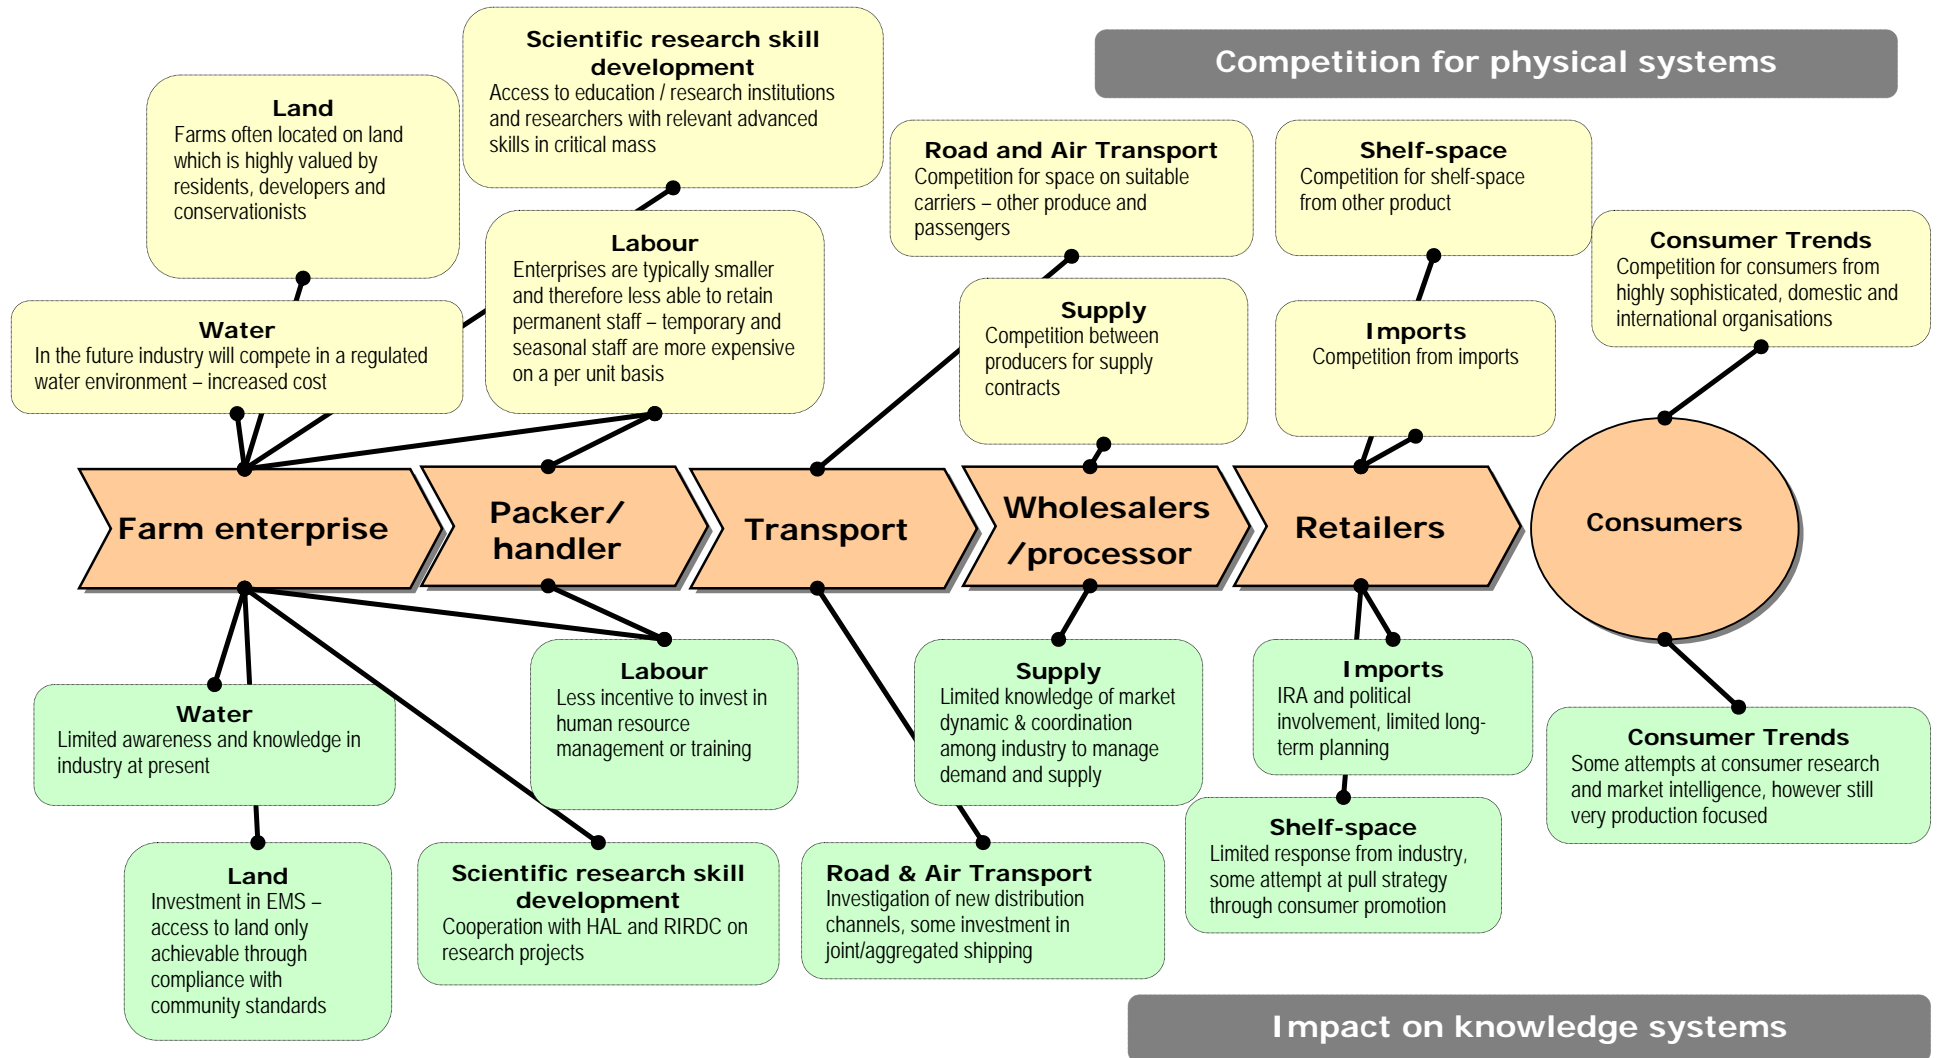 Scientific research skill
development
Access to education / research institutions
and researchers with relevant advanced
skills in critical mass
Competition for physical systems
Land
Farms often located on land
which is highly valued by
residents, developers and
conservationists
Road and Air Transport
Competition for space on suitable
carriers – other produce and
passengers
Shelf-space
Competition for shelf-space
from other product
Labour
Enterprises are typically smaller
and therefore less able to retain
permanent staff – temporary and
seasonal staff are more expensive
on a per unit basis
Consumer Trends
Competition for consumers from
highly sophisticated, domestic and
international organisations
Water
In the future industry will compete in a regulated
water environment – increased cost
Supply
Competition between
producers for supply
contracts
Imports
Competition from imports
Farm enterprise
Packer/
handler
Transport
Wholesalers
/processor
Retailers
Consumers
Water
Limited awareness and knowledge in
industry at present
Labour
Less incentive to invest in
human resource
management or training
Supply
Limited knowledge of market
dynamic & coordination
among industry to manage
demand and supply
Imports
IRA and political
involvement, limited long-
term planning
Consumer Trends
Some attempts at consumer research
and market intelligence, however still
very production focused
Land
Investment in EMS –
access to land only
achievable through
compliance with
community standards
Scientific research skill
development
Cooperation with HAL and RIRDC on
research projects
Road & Air Transport
Investigation of new distribution
channels, some investment in
joint/aggregated shipping
Shelf-space
Limited response from industry,
some attempt at pull strategy
through consumer promotion
Impact on knowledge systems